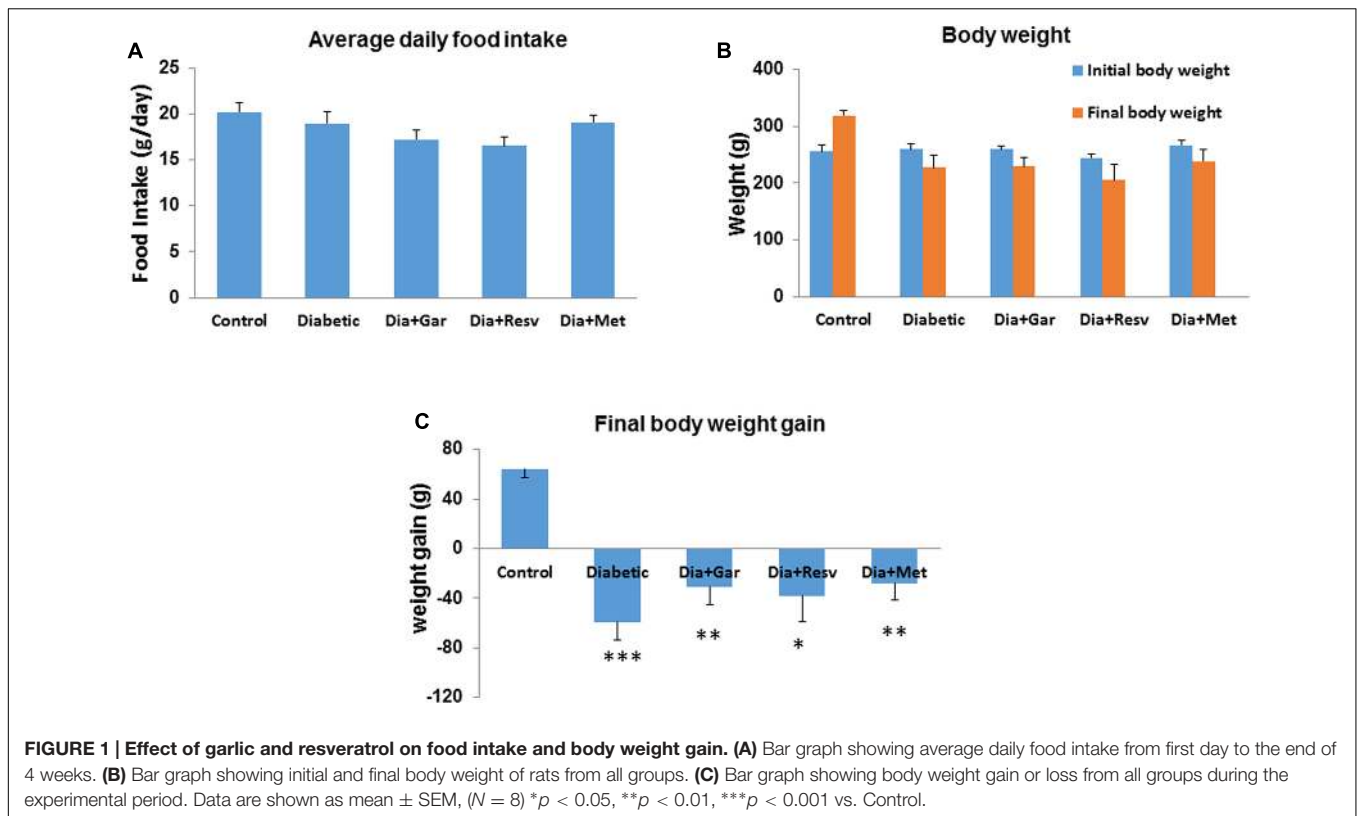 A
Average daily food intake
25
20
15
10
5
0
Food Intake (g/day)
Control Diabetic Dia+Gar Dia+Resv Dia+Met
B
Body weight
Initial body weight
Final body weight
400
300
200
100
0
Weight (g)
Control Diabetic Dia+Gar Dia+Resv Dia+Met
C
Final body weight gain
80
40
0
-40
-80
-120
weight gain (g)
Control Diabetic Dia+Gar Dia+Resv Dia+Met
*** ** * **
FIGURE 1 | Effect of garlic and resveratrol on food intake and body weight gain. (A) Bar graph showing average daily food intake from first day to the end of
4 weeks. (B) Bar graph showing initial and final body weight of rats from all groups. (C) Bar graph showing body weight gain or loss from all groups during the
experimental period. Data are shown as mean ± SEM, (N = 8) *p < 0.05, **p < 0.01, ***p < 0.001 vs. Control.